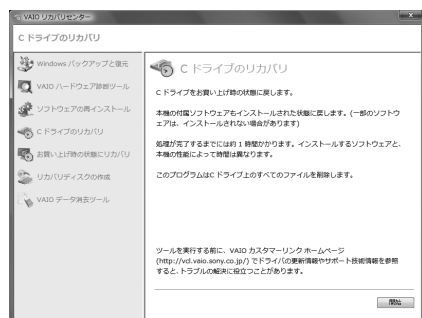 VAIO リカバリセンター
C ドライブのリカバリ
Windows バックアップと復元
VAIO ハードウェア診断ツール
ソフトウェアの再インストール
C ドライブのリカバリ
お買い上げ時の状態にリカバリ
リカバリディスクの作成
VAIO データ消去ツール
C ドライブのリカバリ
C ドライブをお買い上げ時の状態に戻します。
本機の付属ソフトウェアもインストールされた状態に戻します。(一部のソフトウ
ェアは、インストールされない場合があります)
処理が完了するまでには約 1 時間かかります。インストールするソフトウェアと、
本機の性能によって時間は異なります。
このプログラムはC ドライブ上のすべてのファイルを削除します。
ツールを実行する前に、VAIO カスタマーリンク ホームページ
(http://vcl.vaio.sony.co.jp/) でドライバの更新情報やサポート技術情報を参照
すると、トラブルの解決に役立つことがあります。
開始